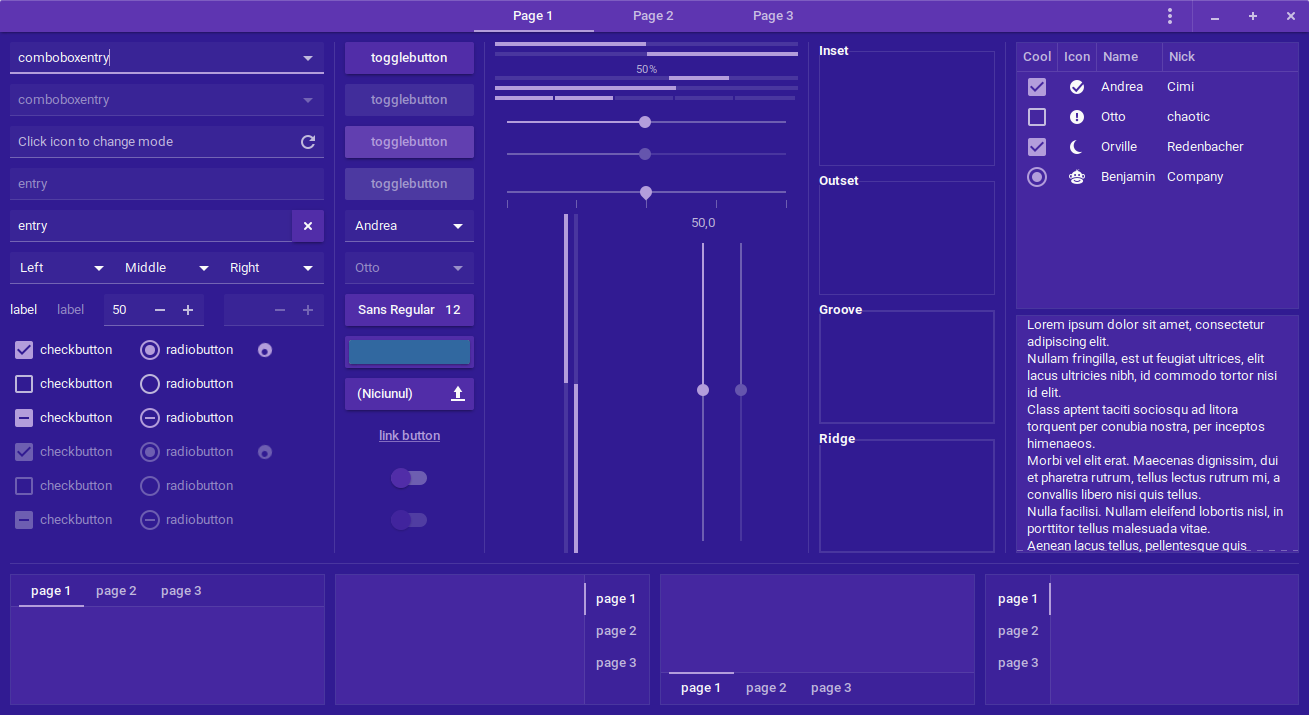 Page 1
Page 2
Page 3
comboboxentry
comboboxentry
Click icon to change mode
entry
entry
Left
Middle
Right
label
label
50
checkbutton
radiobutton
checkbutton
radiobutton
checkbutton
radiobutton
checkbutton
radiobutton
checkbutton
radiobutton
checkbutton
radiobutton
togglebutton
togglebutton
togglebutton
togglebutton
Andrea
Otto
Sans Regular 12
(Niciunul)
link button
50%
50,0
Inset
Outset
Groove
Ridge
Cool Icon Name Nick
Andrea Cimi
Otto chaotic
Orville Redenbacher
Benjamin Company
Lorem ipsum dolor sit amet, consectetur
adipiscing elit.
Nullam fringilla, est ut feugiat ultrices, elit
lacus ultricies nibh, id commodo tortor nisi
id elit.
Class aptent taciti sociosqu ad litora
torquent per conubia nostra, per inceptos
himenaeos.
Morbi vel elit erat. Maecenas dignissim, dui
et pharetra rutrum, tellus lectus rutrum mi, a
convallis libero nisi quis tellus.
Nulla facilisi. Nullam eleifend lobortis nisl, in
porttitor tellus malesuada vitae.
Aenean lacus tellus, pellentesque quis
page 1
page 2
page 3
page 1
page 2
page 3
page 1
page 2
page 3
page 1
page 2
page 3